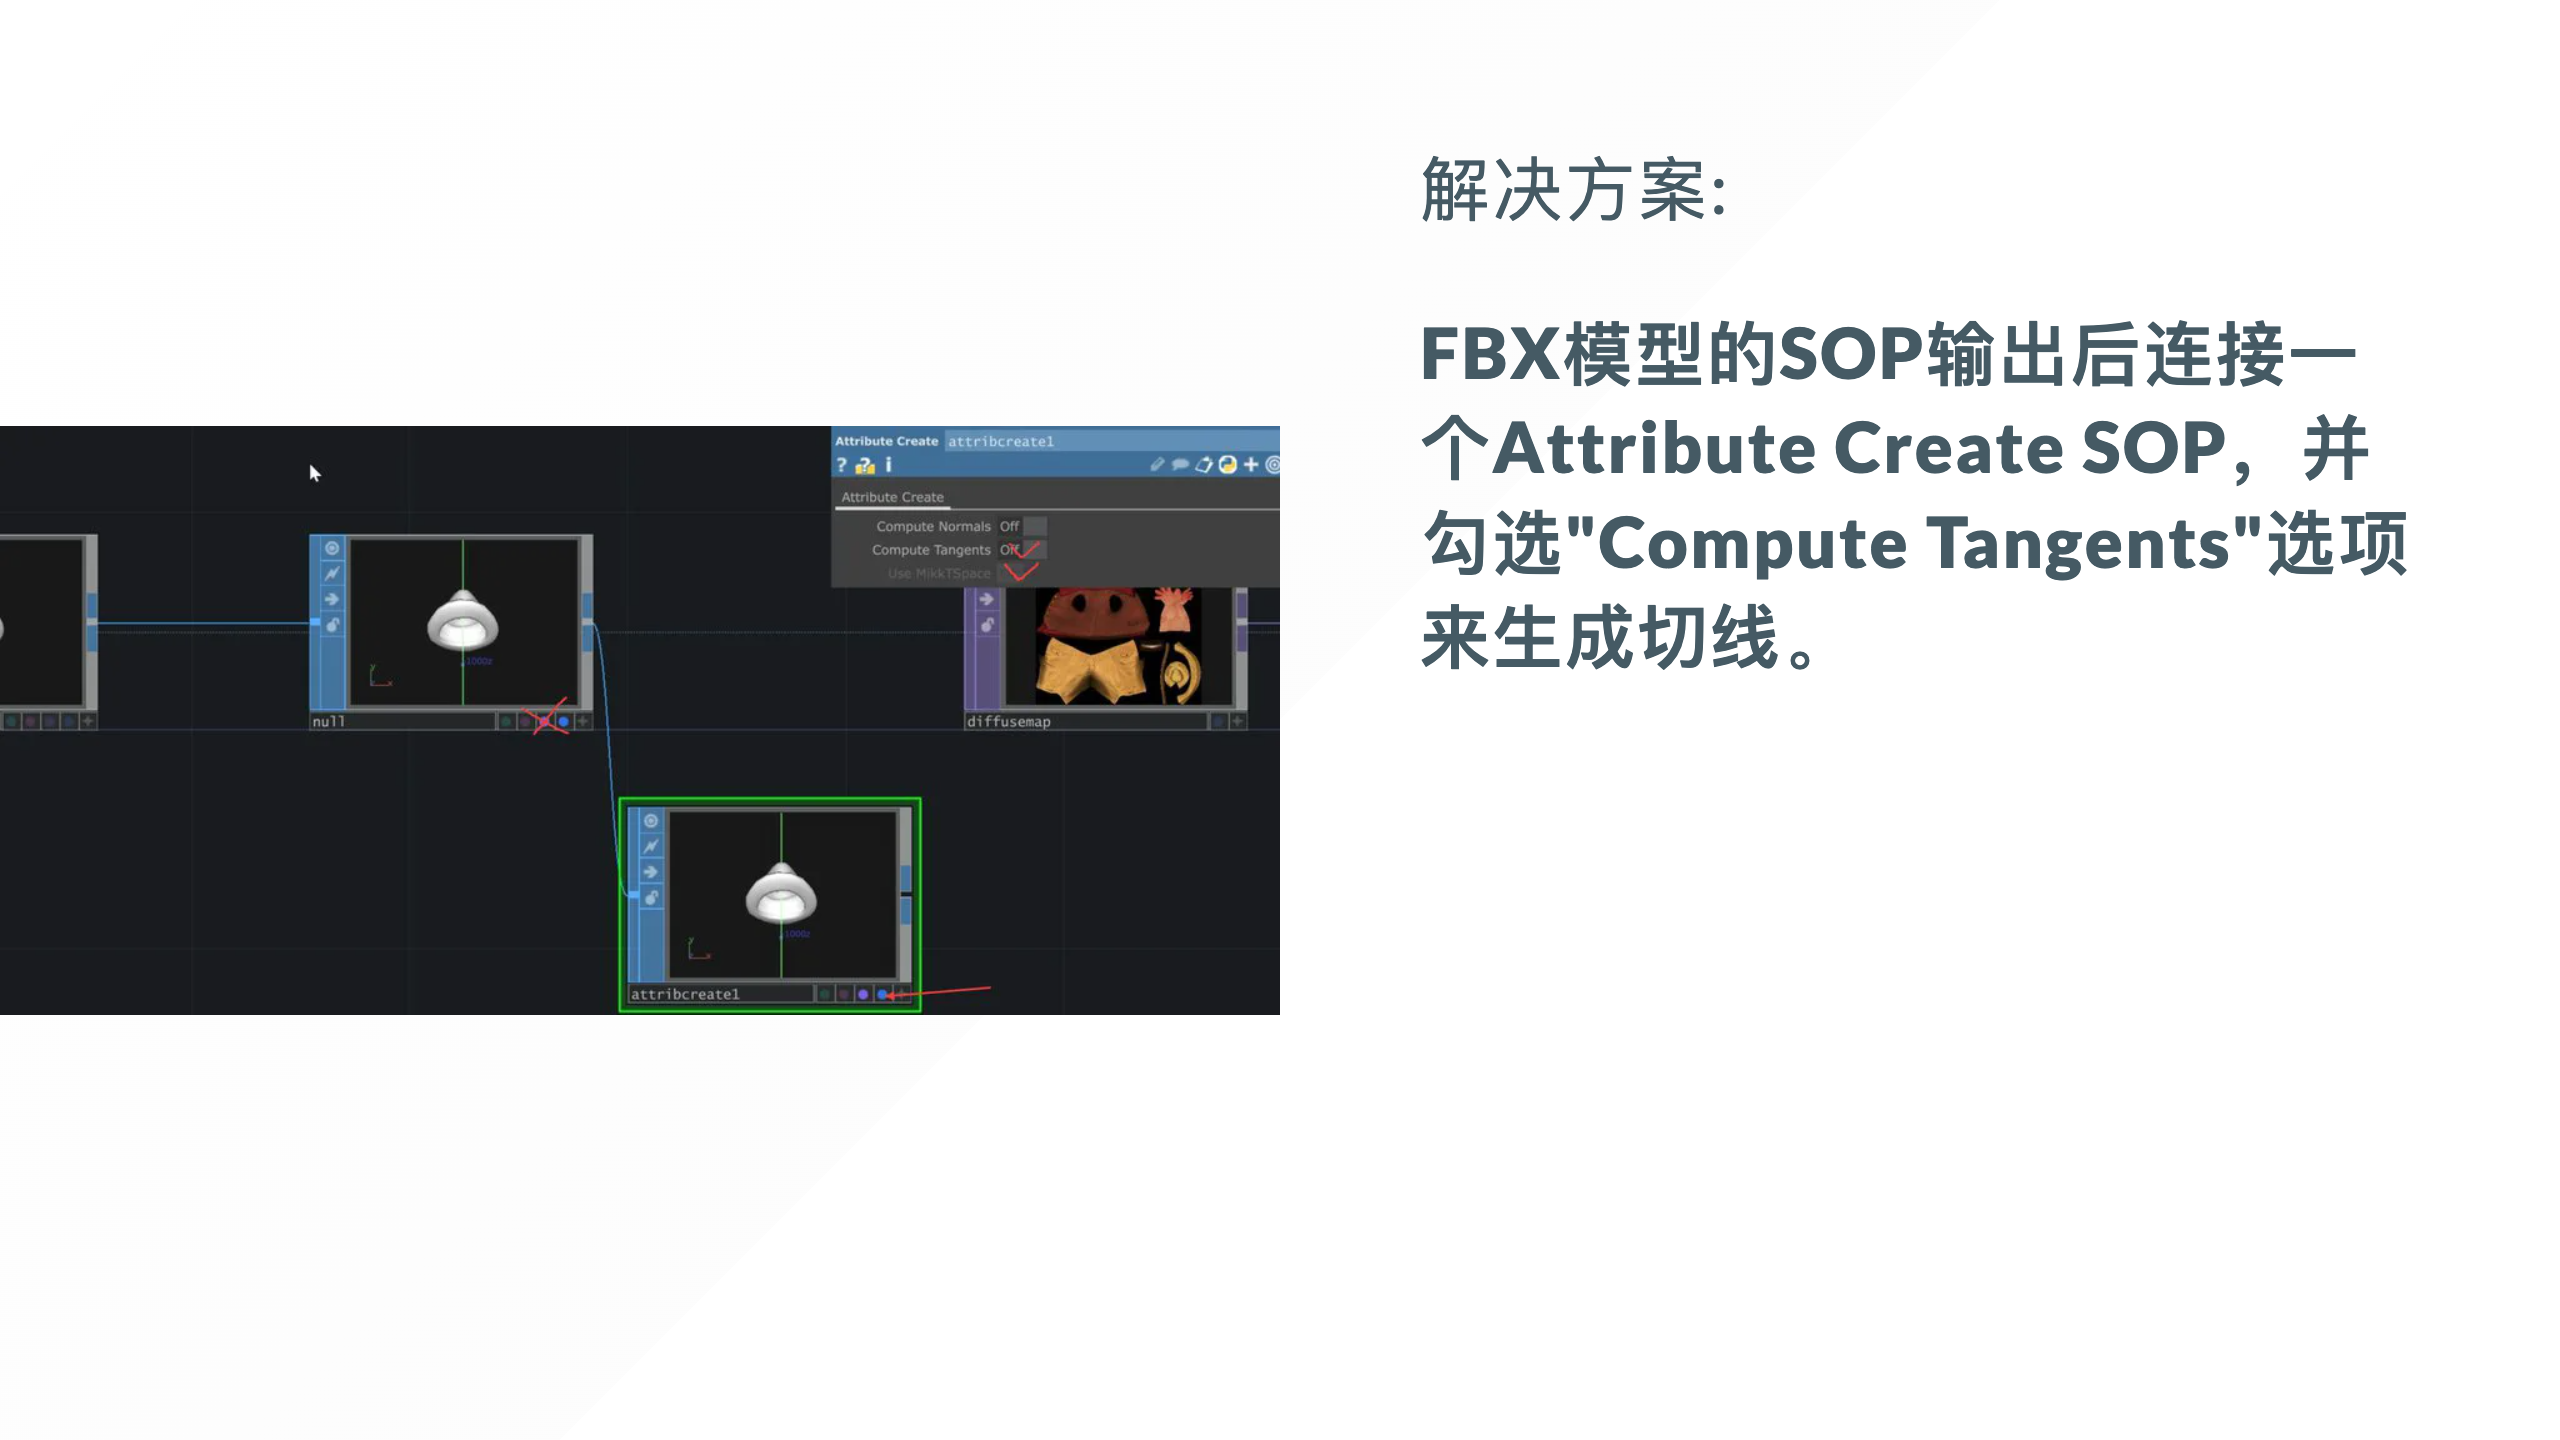 解决方案:
FBX模型的SOP输出后连接一
个Attribute Create SOP，并
勾选"Compute Tangents"选项
来生成切线。
Attribute Create attribcreate1
Attribute Create
Compute Normals Off
Compute Tangents Off
Use MikkTSpace
1000z
null
diffusemap
1000z
attribcreate1